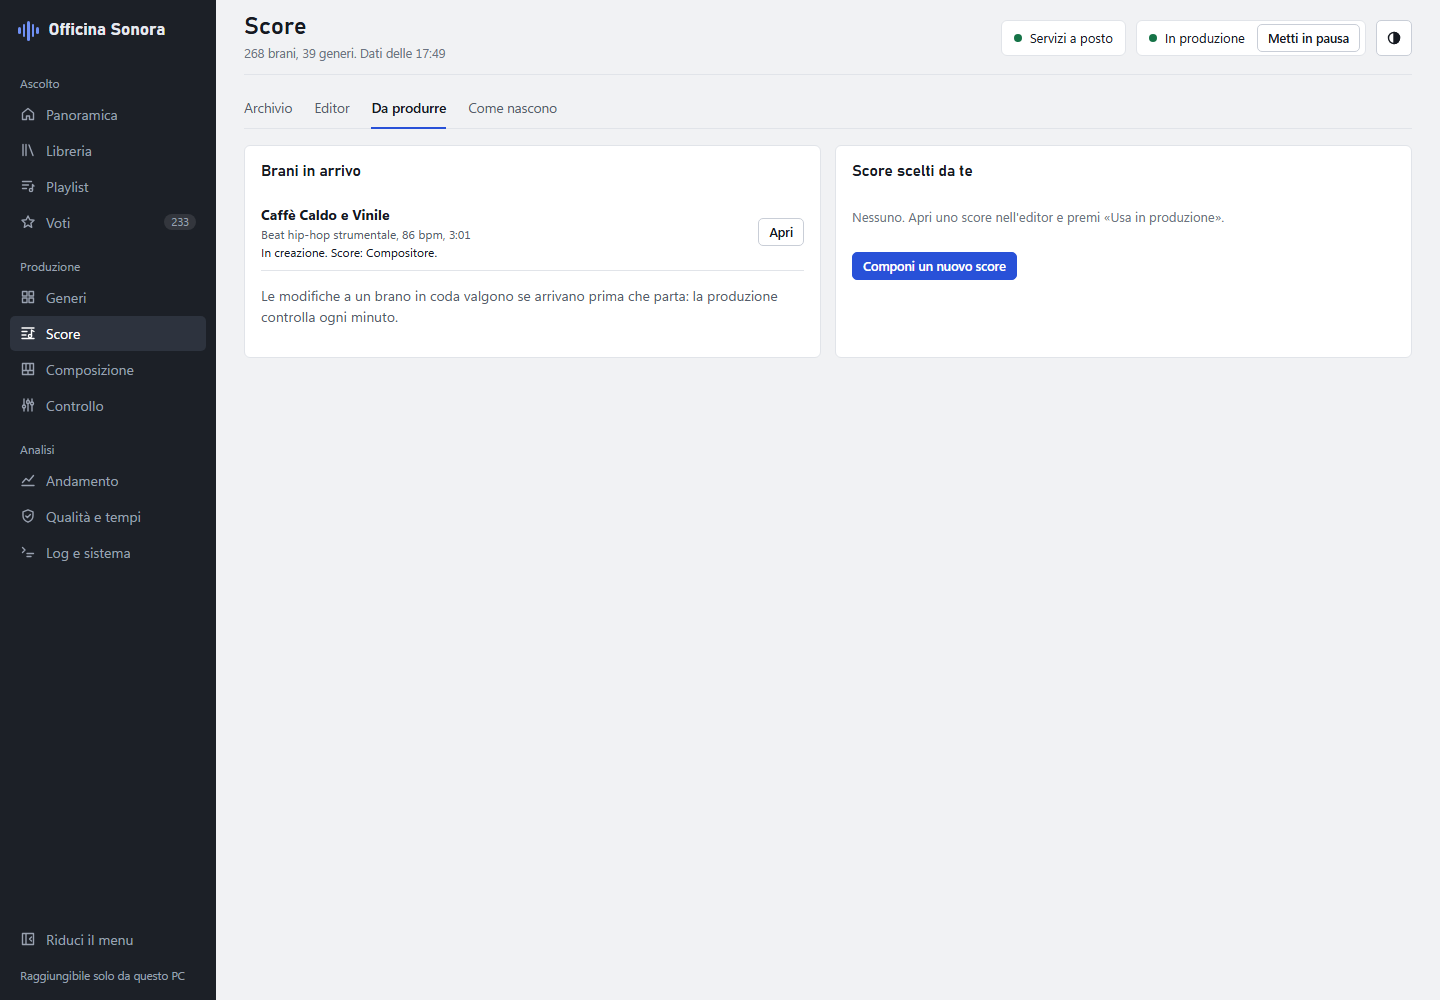 Officina Sonora
Ascolto
Panoramica
Libreria
Playlist
Voti 233
Produzione
Generi
Score
Composizione
Controllo
Analisi
Andamento
Qualità e tempi
Log e sistema
Riduci il menu
Raggiungibile solo da questo PC
Score
268 brani, 39 generi. Dati delle 17:49
Servizi a posto
In produzione
Metti in pausa
Archivio
Editor
Da produrre
Come nascono
Brani in arrivo
Caffè Caldo e Vinile
Beat hip-hop strumentale, 86 bpm, 3:01
In creazione. Score: Compositore.
Apri
Le modifiche a un brano in coda valgono se arrivano prima che parta: la produzione
controlla ogni minuto.
Score scelti da te
Nessuno. Apri uno score nell'editor e premi «Usa in produzione».
Componi un nuovo score